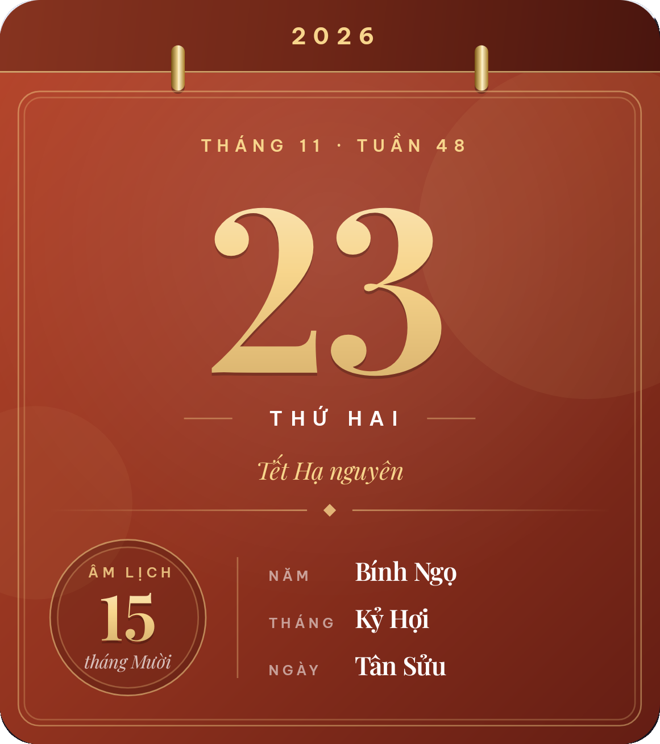 2026
THÁNG 11 · TUẦN 48
23
THỨ HAI
Tết Hạ nguyên
ÂM LỊCH
15
tháng Mười
NĂM Bính Ngọ
THÁNG Kỷ Hợi
NGÀY Tân Sửu